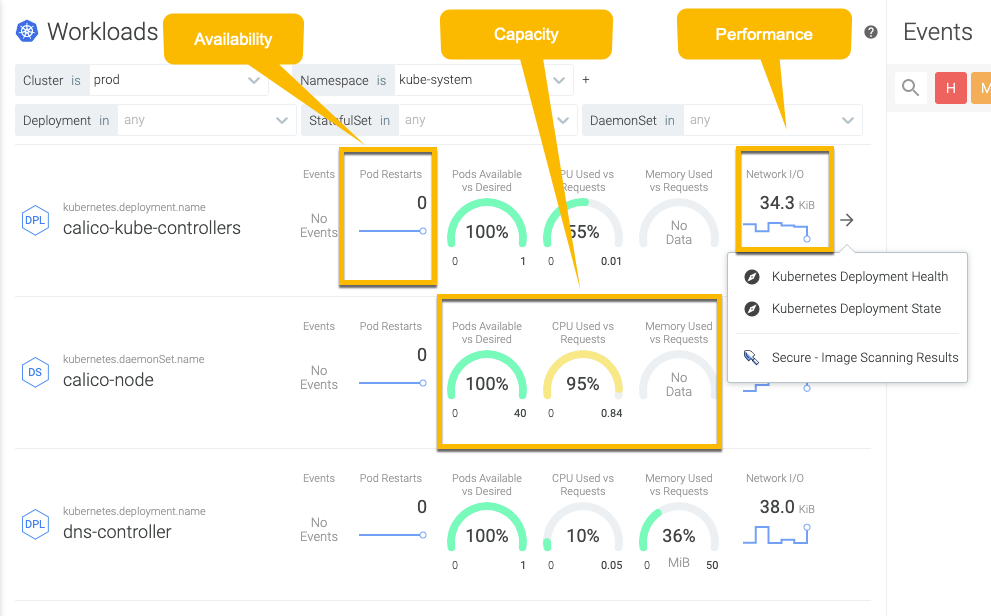 Workloads
Availability
Capacity
Performance
?
Events
Cluster is prod
Namespace is kube-system
+
H
M
Deployment in any
StatefulSet in any
DaemonSet in any
Events
Pod Restarts
Pods Available
vs Desired
CPU Used vs
Requests
Memory Used
vs Requests
Network I/O
DPL
kubernetes.deployment.name
calico-kube-controllers
No
Events
0
100%
0 1
55%
0 0.01
No
Data
34.3 KiB
Kubernetes Deployment Health
Kubernetes Deployment State
Secure - Image Scanning Results
Events
Pod Restarts
Pods Available
vs Desired
CPU Used vs
Requests
Memory Used
vs Requests
DS
kubernetes.daemonSet.name
calico-node
No
Events
0
100%
0 40
95%
0 0.84
No
Data
Events
Pod Restarts
Pods Available
vs Desired
CPU Used vs
Requests
Memory Used
vs Requests
Network I/O
DPL
kubernetes.deployment.name
dns-controller
No
Events
0
100%
0 1
10%
0 0.05
36%
0 MiB 50
38.0 KiB